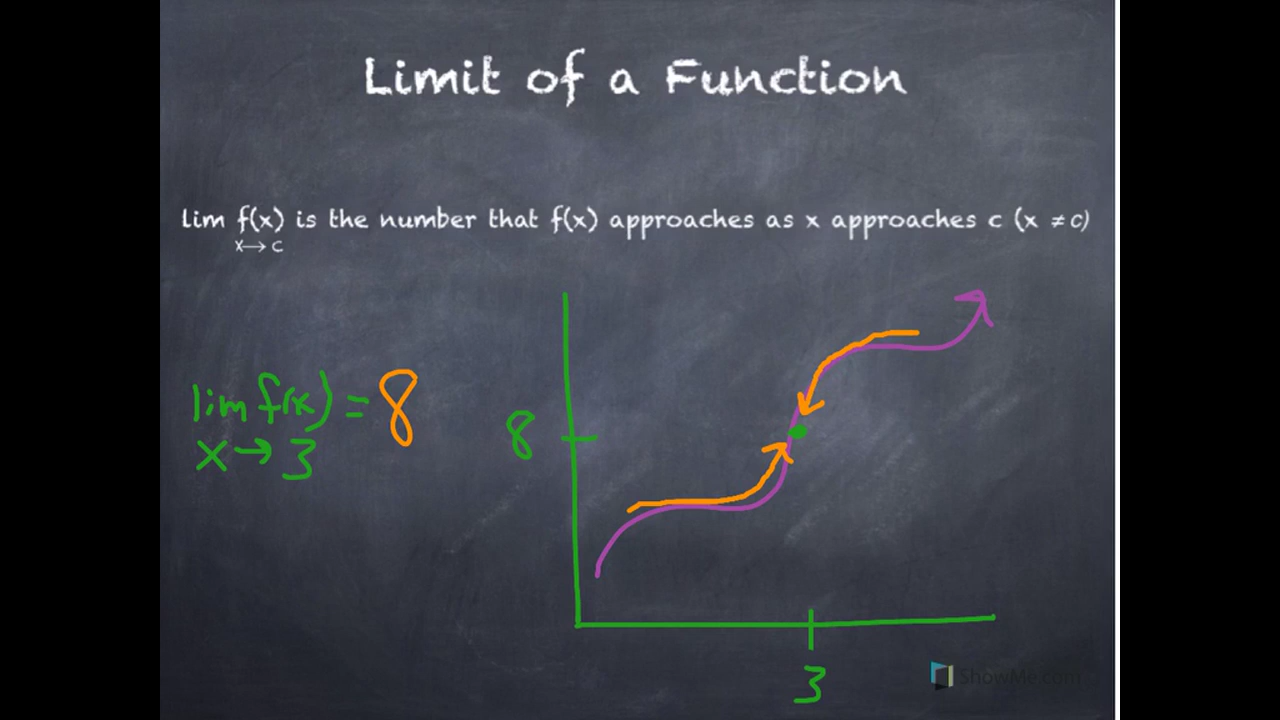 Limit of a Function
lim f(x) is the number that f(x) approaches as x approaches c (x ≠ c)
x→c
lim f(x) = 8
x → 3
8
3
ShowMe.com